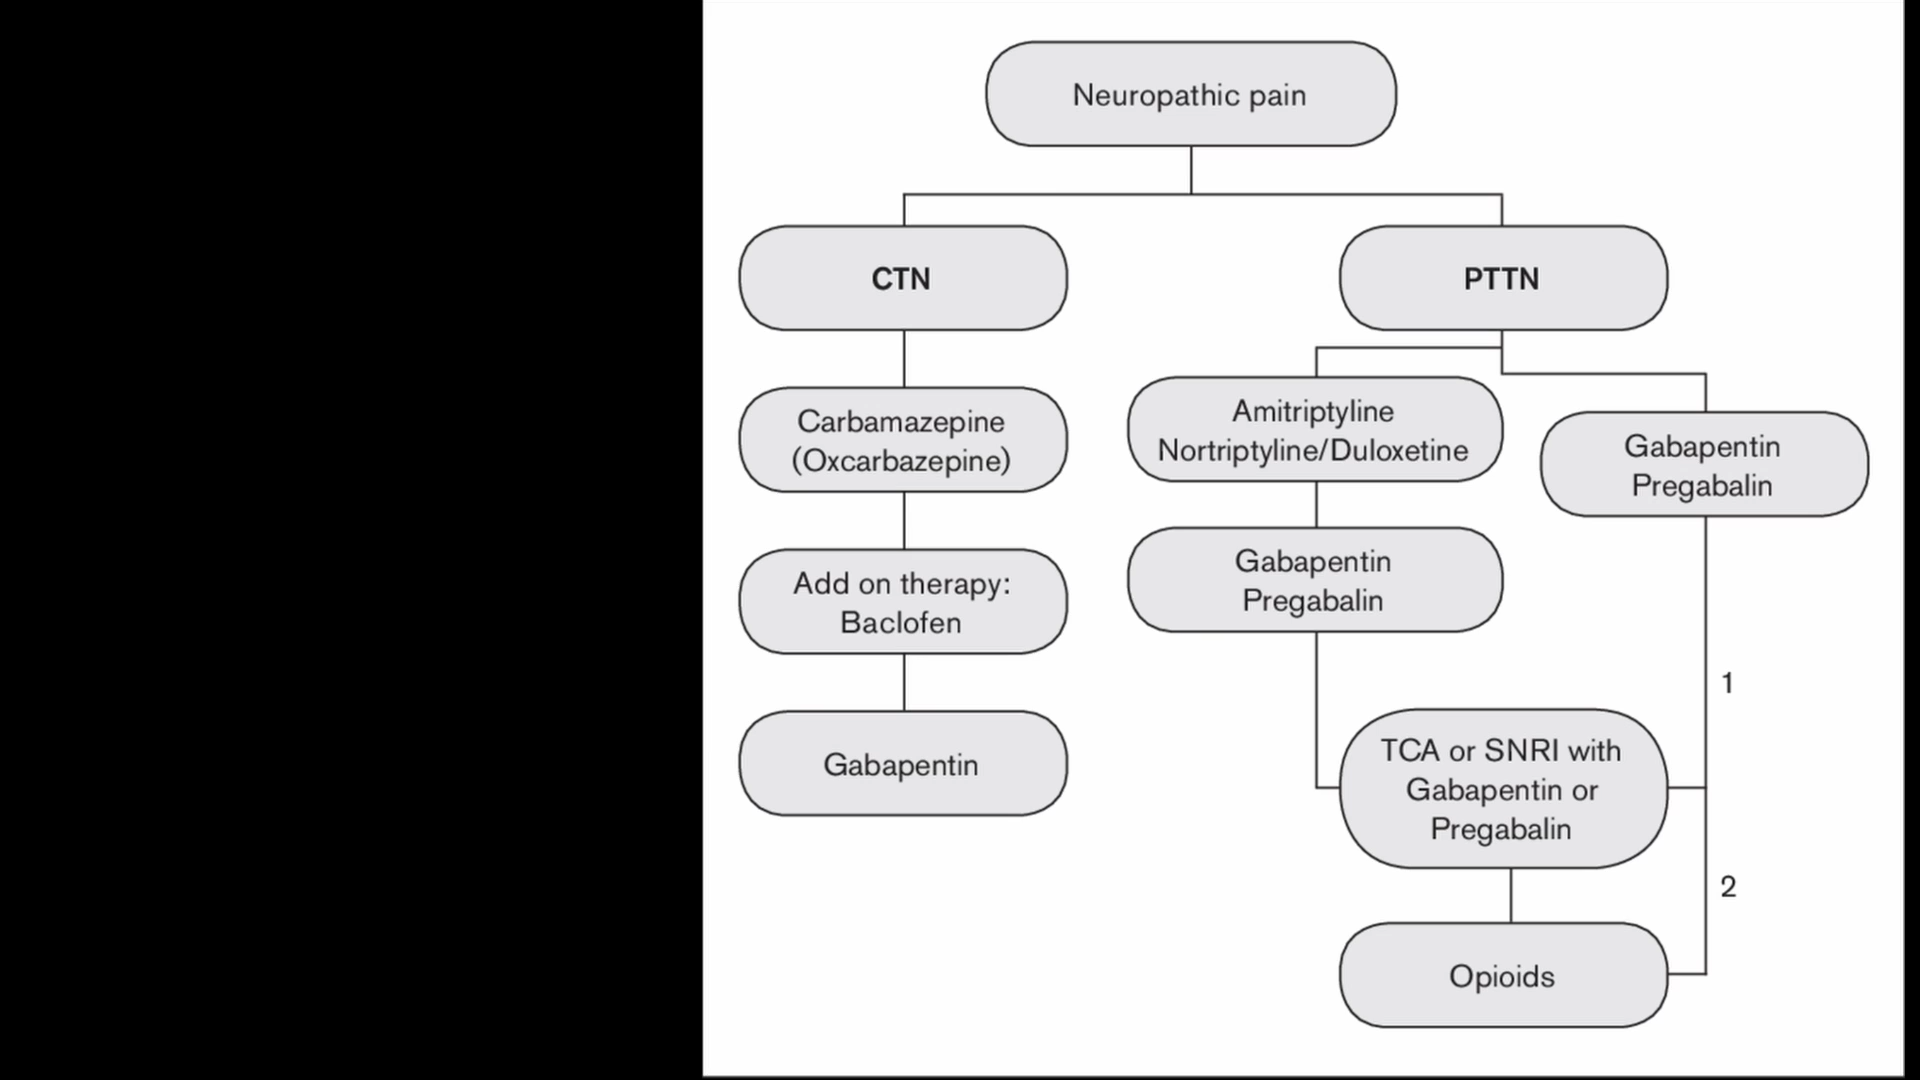 Neuropathic pain
CTN
PTTN
Carbamazepine
(Oxcarbazepine)
Amitriptyline
Nortriptyline/Duloxetine
Gabapentin
Pregabalin
Add on therapy:
Baclofen
Gabapentin
Pregabalin
Gabapentin
1
TCA or SNRI with
Gabapentin or
Pregabalin
2
Opioids